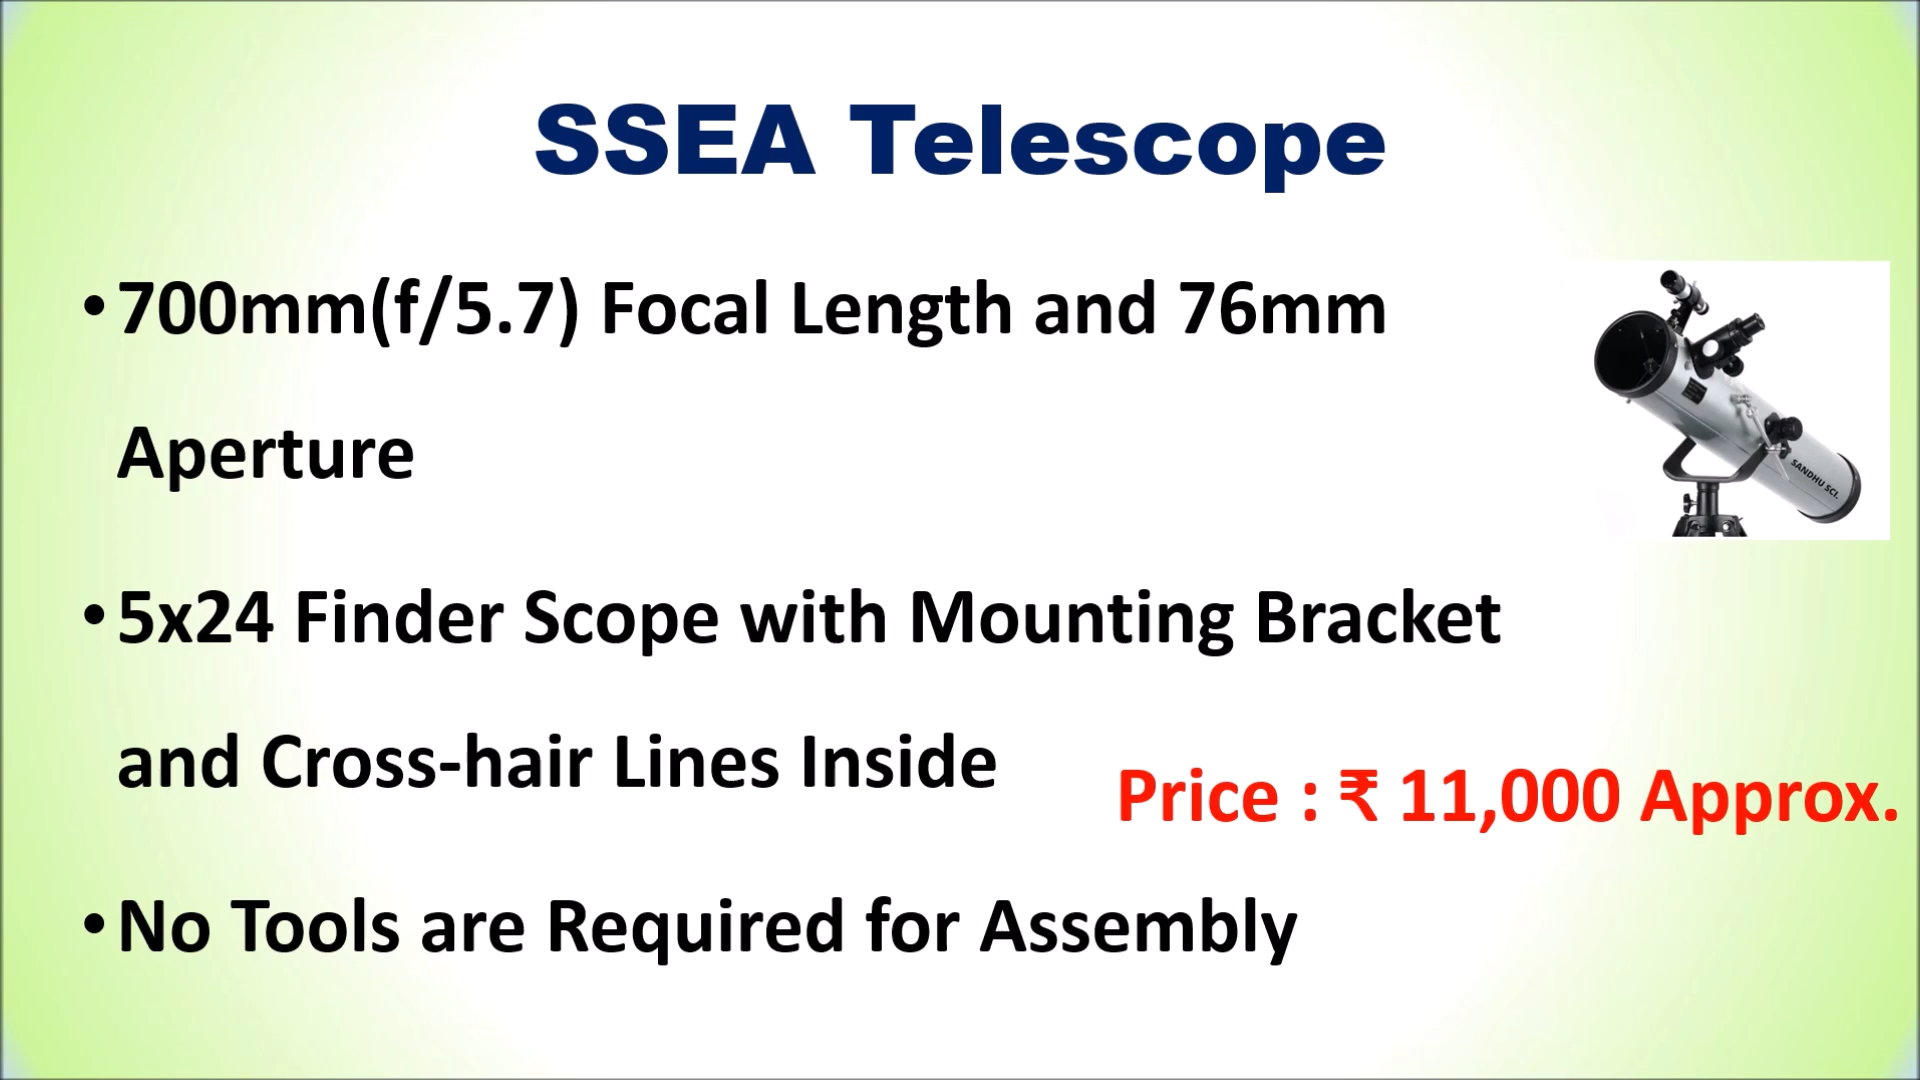 SSEA Telescope
•700mm(f/5.7) Focal Length and 76mm
Aperture
SANDHU SCI.
•5x24 Finder Scope with Mounting Bracket
and Cross-hair Lines Inside
Price : ₹ 11,000 Approx.
•No Tools are Required for Assembly